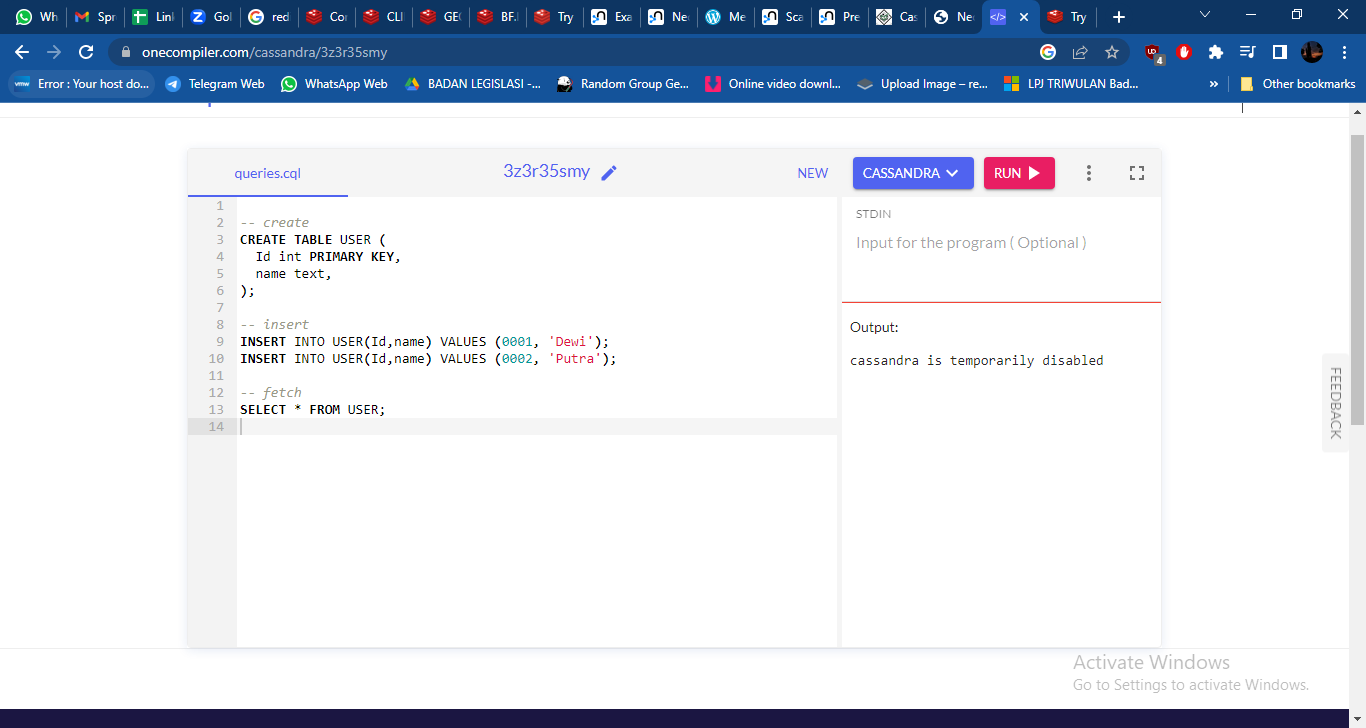 Wh Spr Linl Gol red Cor CLI GEO BF. Try Exa Ne Me Sca Pre Cas Ne Try
onecompiler.com/cassandra/3z3r35smy
4
vmw Error : Your host do... Telegram Web WhatsApp Web BADAN LEGISLASI -... Random Group Ge... Online video downl... Upload Image – re... LPJ TRIWULAN Bad... » Other bookmarks
queries.cql 3z3r35smy NEW CASSANDRA RUN
1
2 -- create
3 CREATE TABLE USER (
4 Id int PRIMARY KEY,
5 name text,
6 );
7
8 -- insert
9 INSERT INTO USER(Id,name) VALUES (0001, 'Dewi');
10 INSERT INTO USER(Id,name) VALUES (0002, 'Putra');
11
12 -- fetch
13 SELECT * FROM USER;
14
STDIN
Input for the program ( Optional )
Output:
cassandra is temporarily disabled
FEEDBACK
Activate Windows
Go to Settings to activate Windows.